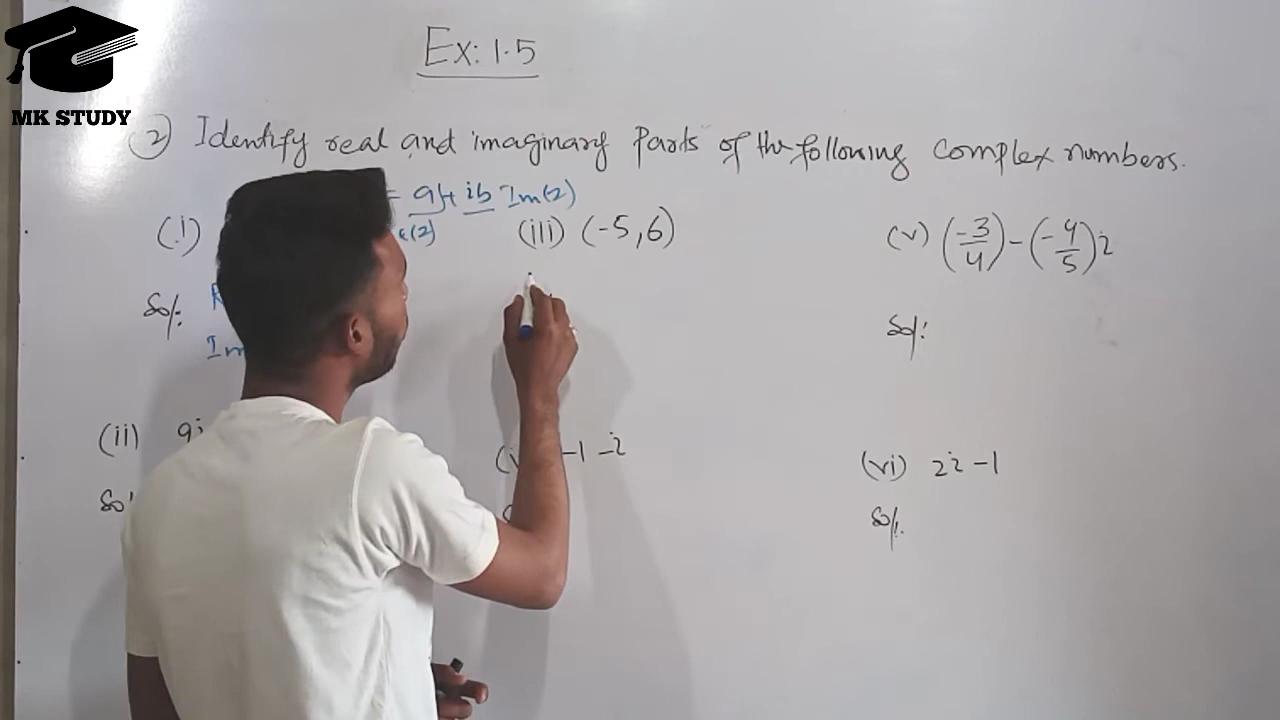 Ex: 1.5
MK STUDY
(2) Identify real and imaginary Parts of the following complex numbers.
= a + ib Im(z)
(z)
(i)
(iii) (-5, 6)
(v) (-3/4) - (-4/5)i
Sol:
Im
Sol:
(ii) 9i
-1 -i
(vi) 2i -1
Sol: